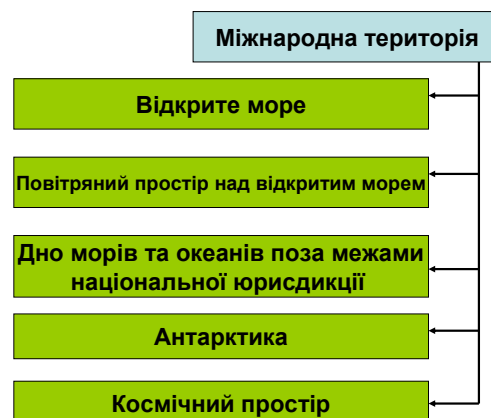 Міжнародна територія
Відкрите море
Повітряний простір над відкритим морем
Дно морів та океанів поза межами
національної юрисдикції
Антарктика
Космічний простір